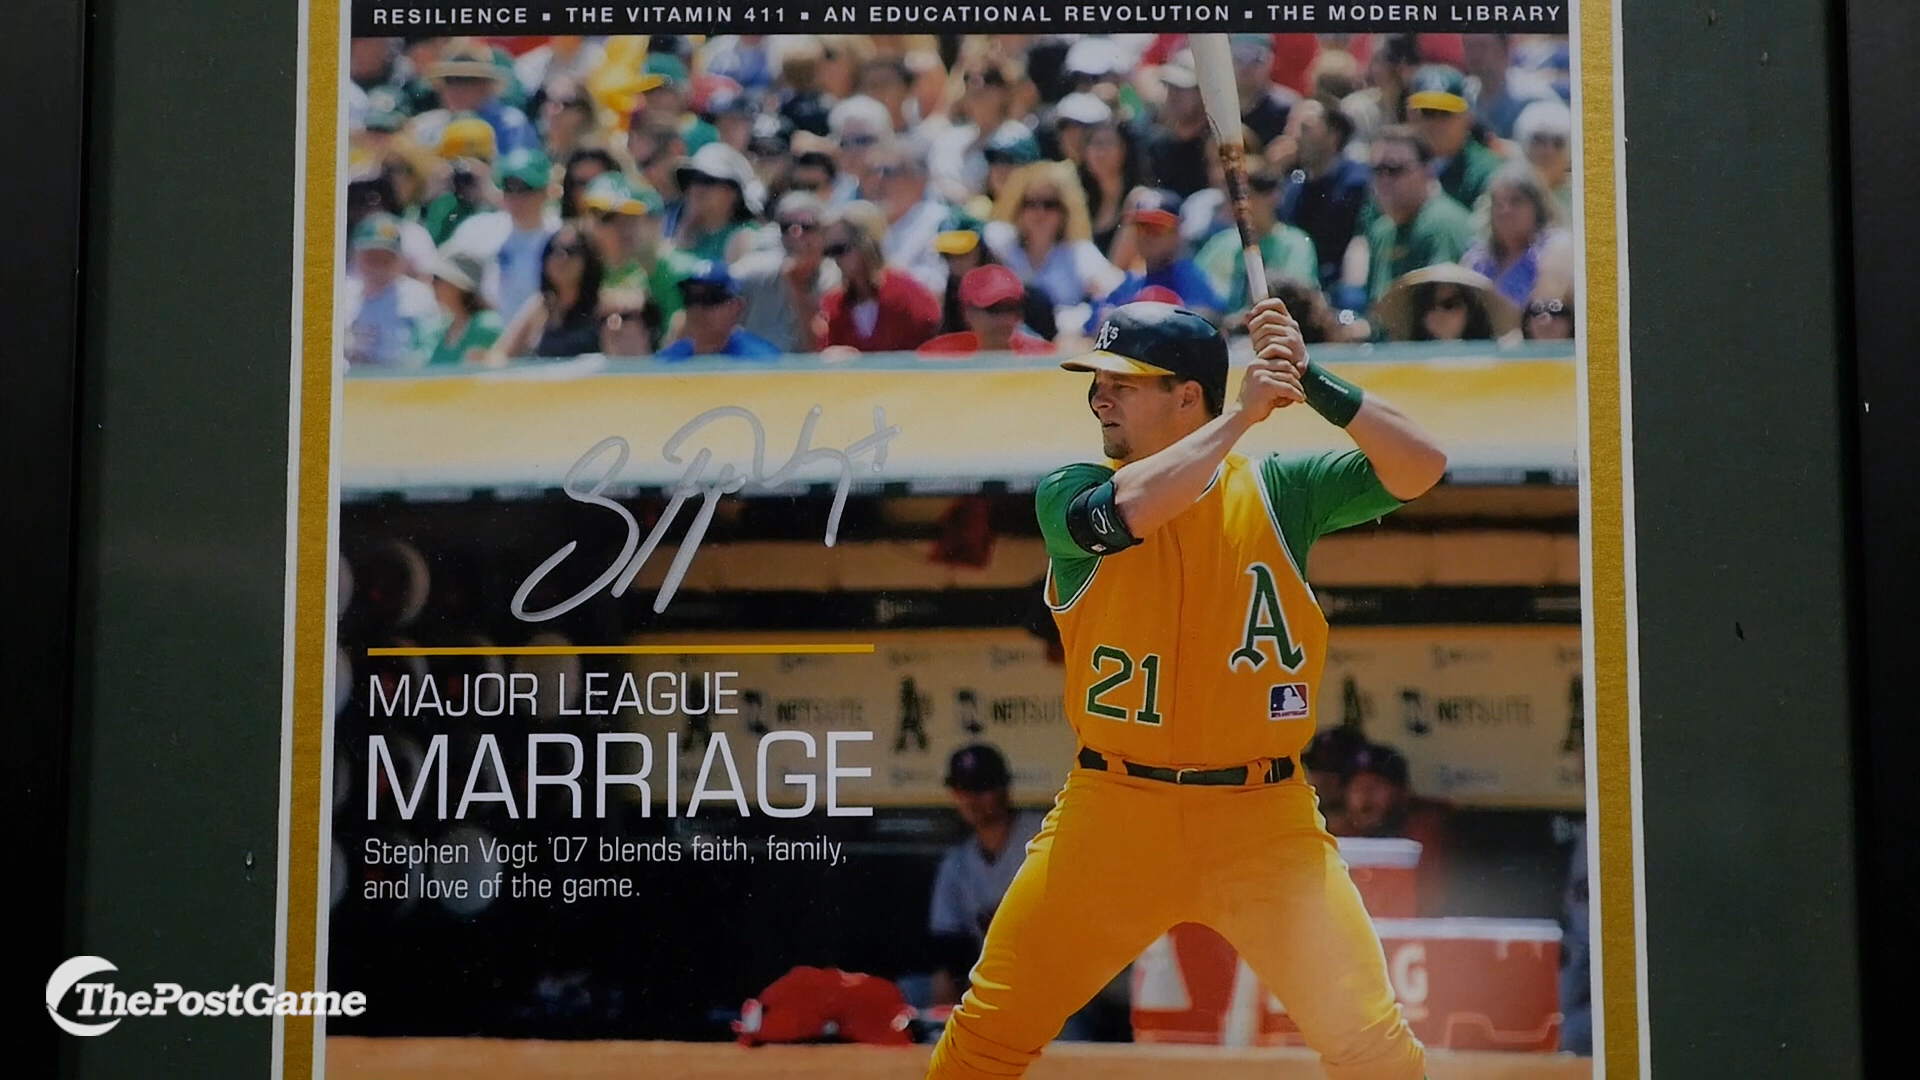 RESILIENCE ▪ THE VITAMIN 411 ▪ AN EDUCATIONAL REVOLUTION ▪ THE MODERN LIBRARY
A's
A
21
NETSUITE
A's
NETSUITE
MAJOR LEAGUE
MARRIAGE
Stephen Vogt '07 blends faith, family,
and love of the game.
ThePostGame